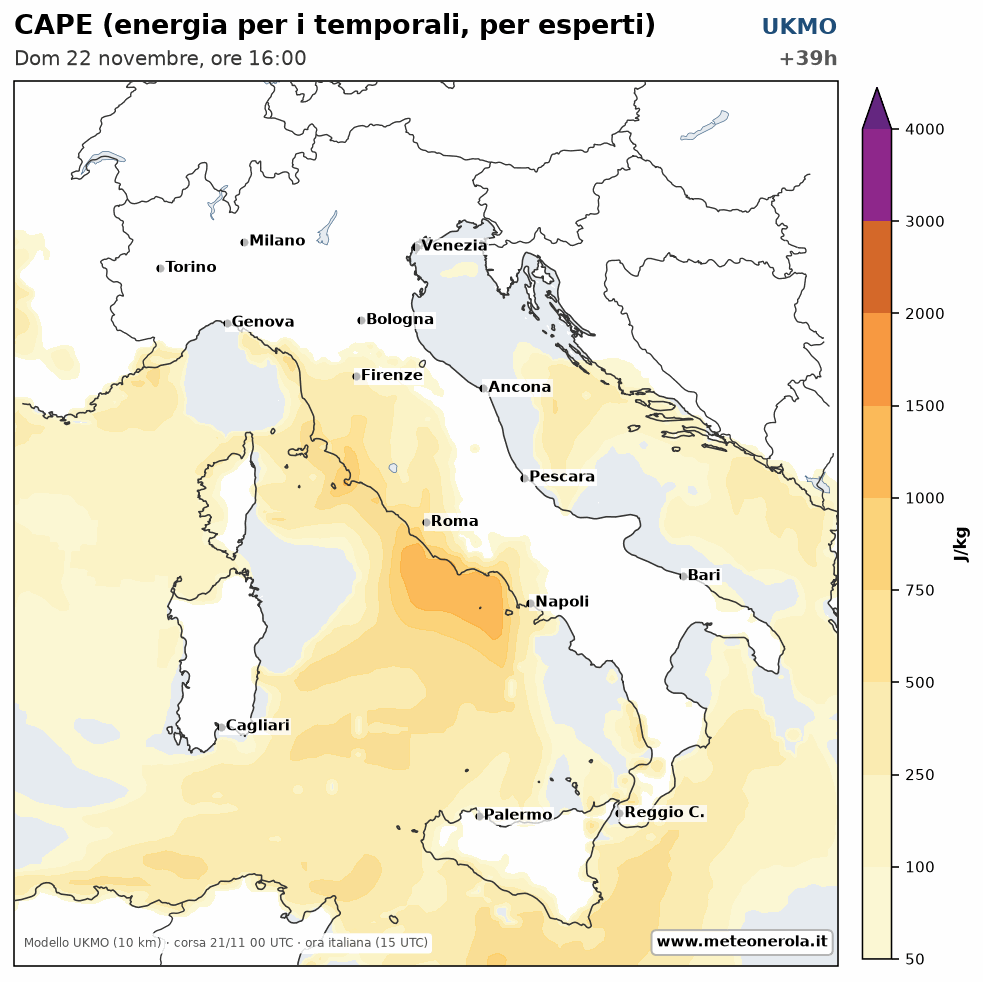 CAPE (energia per i temporali, per esperti)
UKMO
Dom 22 novembre, ore 16:00
+39h
4000
3000
2000
1500
1000
750
500
250
100
50
J/kg
Milano
Venezia
Torino
Genova
Bologna
Firenze
Ancona
Pescara
Roma
Bari
Napoli
Cagliari
Palermo
Reggio C.
Modello UKMO (10 km) · corsa 21/11 00 UTC · ora italiana (15 UTC)
www.meteonerola.it